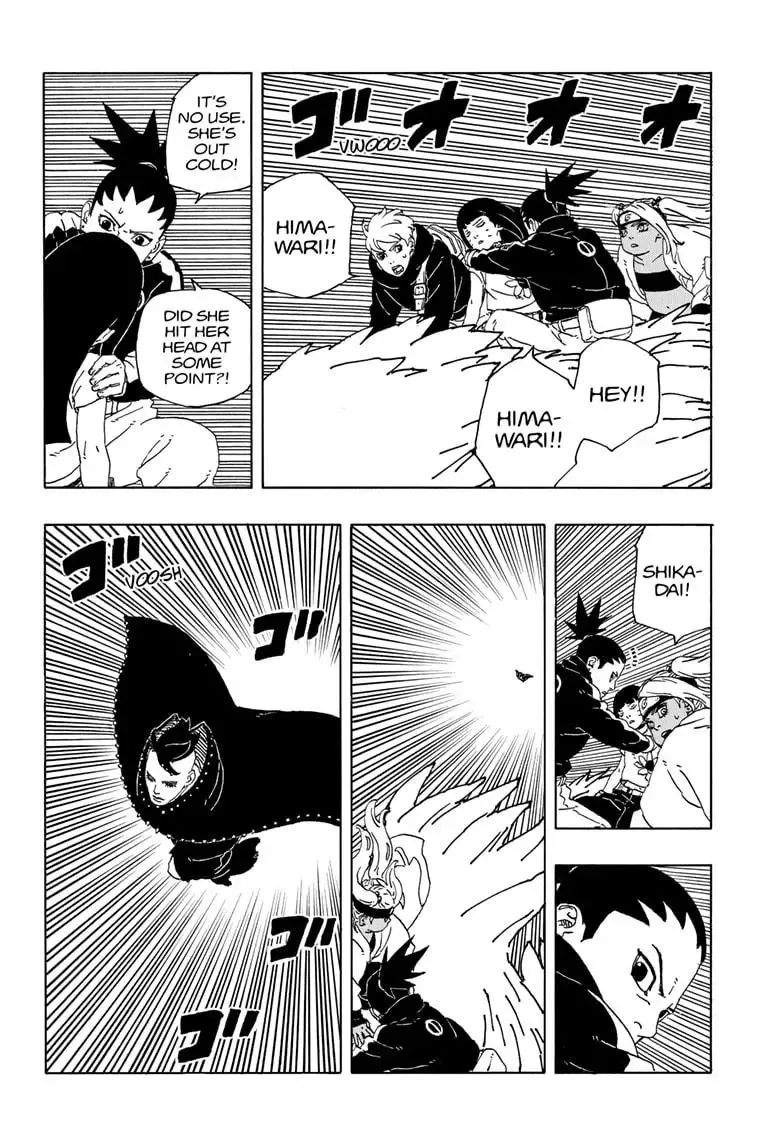 ゴオオオ
VWOOO
HIMA-
WARI!!
HEY!!
HIMA-
WARI!!
IT'S
NO USE.
SHE'S
OUT
COLD!
DID SHE
HIT HER
HEAD AT
SOME
POINT?!
SHIKA-
DAI!
ゴ
VOOSH
ゴ
ゴ
ゴ